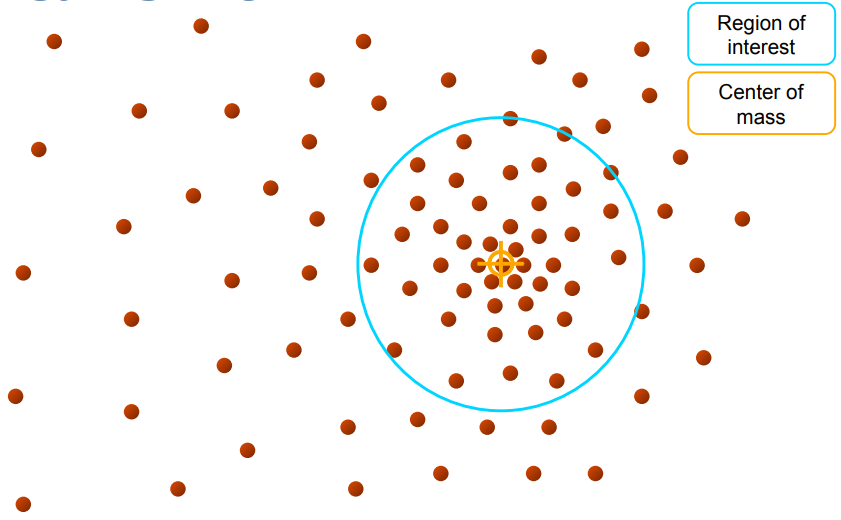 Region of
interest
Center of
mass